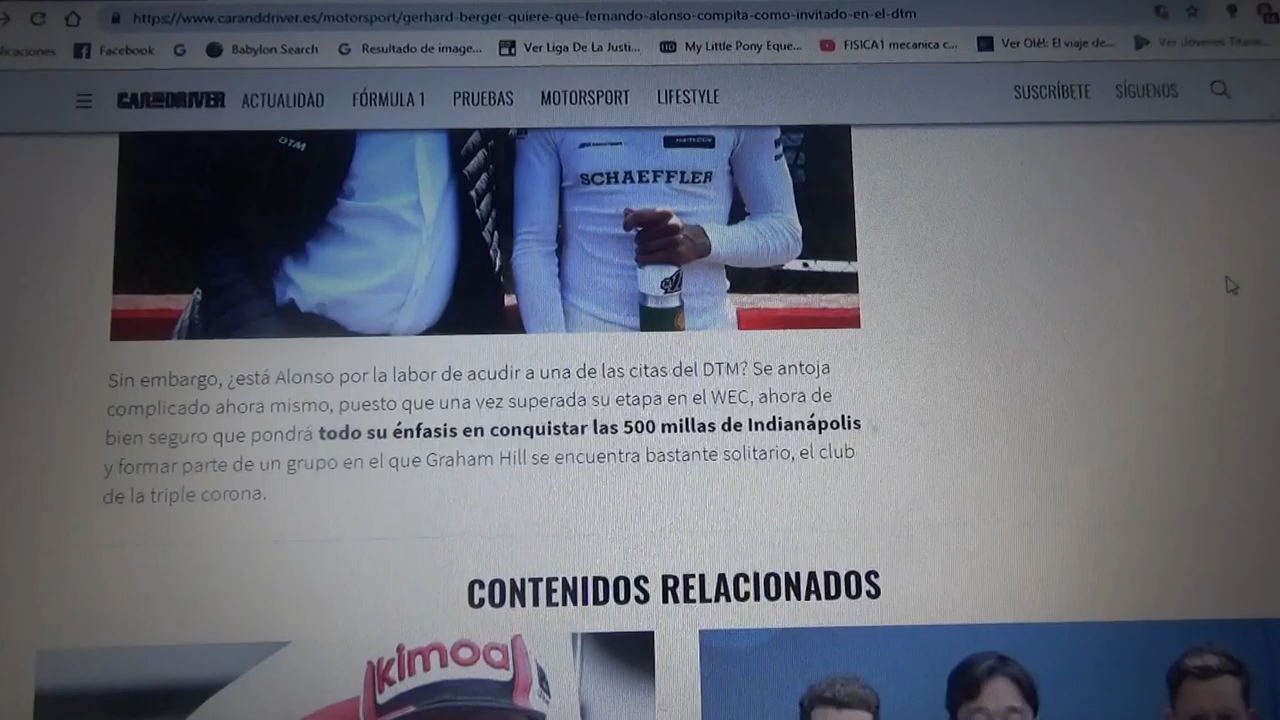 https://www.caranddriver.es/motorsport/gerhard-berger-quiere-que-fernando-alonso-compita-como-invitado-en-el-dtm
Facebook
Babylon Search
Resultado de image...
Ver Liga De La Justi...
My Little Pony Eque...
FISICA1 mecanica c...
Ver Olé!: El viaje de...
Ver Jóvenes Titane...
CAR AND DRIVER
ACTUALIDAD
FÓRMULA 1
PRUEBAS
MOTORSPORT
LIFESTYLE
SUSCRÍBETE
SÍGUENOS
DTM
SCHAEFFLER
Sin embargo, ¿está Alonso por la labor de acudir a una de las citas del DTM? Se antoja
complicado ahora mismo, puesto que una vez superada su etapa en el WEC, ahora de
bien seguro que pondrá todo su énfasis en conquistar las 500 millas de Indianápolis
y formar parte de un grupo en el que Graham Hill se encuentra bastante solitario, el club
de la triple corona.
CONTENIDOS RELACIONADOS
kimoa